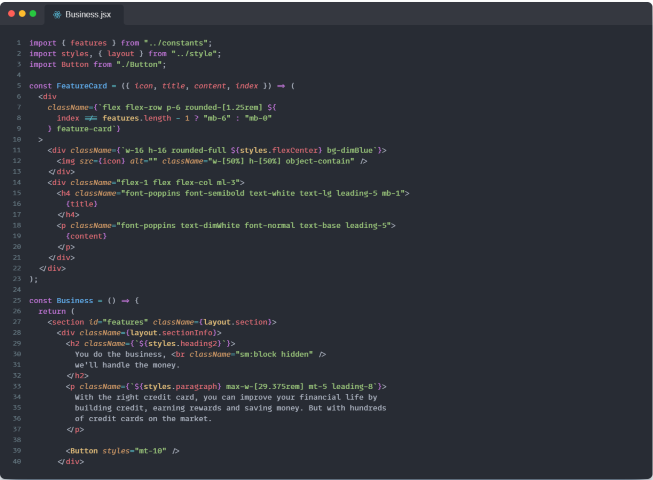 Business.jsx
1 import { features } from "../constants";
2 import styles, { layout } from "../style";
3 import Button from "./Button";
4
5 const FeatureCard = ({ icon, title, content, index }) => (
6 <div
7 className={`flex flex-row p-6 rounded-[1.25rem] ${
8 index !== features.length - 1 ? "mb-6" : "mb-0"
9 } feature-card`}
10 >
11 <div className={`w-16 h-16 rounded-full ${styles.flexCenter} bg-dimBlue`}>
12 <img src={icon} alt="" className="w-[50%] h-[50%] object-contain" />
13 </div>
14 <div className="flex-1 flex flex-col ml-3">
15 <h4 className="font-poppins font-semibold text-white text-lg leading-5 mb-1">
16 {title}
17 </h4>
18 <p className="font-poppins text-dimWhite font-normal text-base leading-5">
19 {content}
20 </p>
21 </div>
22 </div>
23 );
24
25 const Business = () => {
26 return (
27 <section id="features" className={layout.section}>
28 <div className={layout.sectionInfo}>
29 <h2 className={`${styles.heading2}`}>
30 You do the business, <br className="sm:block hidden" />
31 we'll handle the money.
32 </h2>
33 <p className={`${styles.paragraph} max-w-[29.375rem] mt-5 leading-8`}>
34 With the right credit card, you can improve your financial life by
35 building credit, earning rewards and saving money. But with hundreds
36 of credit cards on the market.
37 </p>
38
39 <Button styles="mt-10" />
40 </div>